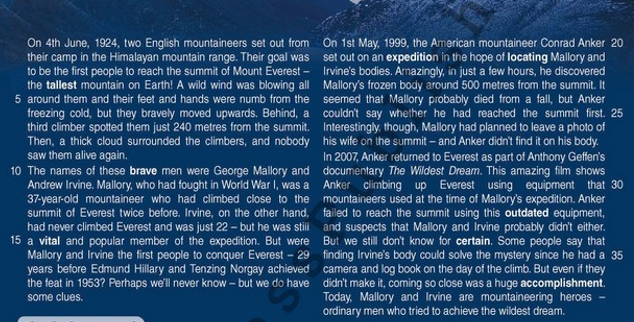 On 4th June, 1924, two English mountaineers set out from
their camp in the Himalayan mountain range. Their goal was
to be the first people to reach the summit of Mount Everest –
the tallest mountain on Earth! A wild wind was blowing all
5 around them and their feet and hands were numb from the
freezing cold, but they bravely moved upwards. Behind, a
third climber spotted them just 240 metres from the summit.
Then, a thick cloud surrounded the climbers, and nobody
saw them alive again.
10 The names of these brave men were George Mallory and
Andrew Irvine. Mallory, who had fought in World War I, was a
37-year-old mountaineer who had climbed close to the
summit of Everest twice before. Irvine, on the other hand,
had never climbed Everest and was just 22 – but he was still
15 a vital and popular member of the expedition. But were
Mallory and Irvine the first people to conquer Everest – 29
years before Edmund Hillary and Tenzing Norgay achieved
the feat in 1953? Perhaps we'll never know – but we do have
some clues.
On 1st May, 1999, the American mountaineer Conrad Anker 20
set out on an expedition in the hope of locating Mallory and
Irvine's bodies. Amazingly, in just a few hours, he discovered
Mallory's frozen body around 500 metres from the summit. It
seemed that Mallory probably died from a fall, but Anker
couldn't say whether he had reached the summit first. 25
Interestingly, though, Mallory had planned to leave a photo of
his wife on the summit – and Anker didn't find it on his body.
In 2007, Anker returned to Everest as part of Anthony Geffen's
documentary The Wildest Dream. This amazing film shows
Anker climbing up Everest using equipment that 30
mountaineers used at the time of Mallory's expedition. Anker
failed to reach the summit using this outdated equipment,
and suspects that Mallory and Irvine probably didn't either.
But we still don't know for certain. Some people say that
finding Irvine's body could solve the mystery since he had a 35
camera and log book on the day of the climb. But even if they
didn't make it, coming so close was a huge accomplishment.
Today, Mallory and Irvine are mountaineering heroes –
ordinary men who tried to achieve the wildest dream.